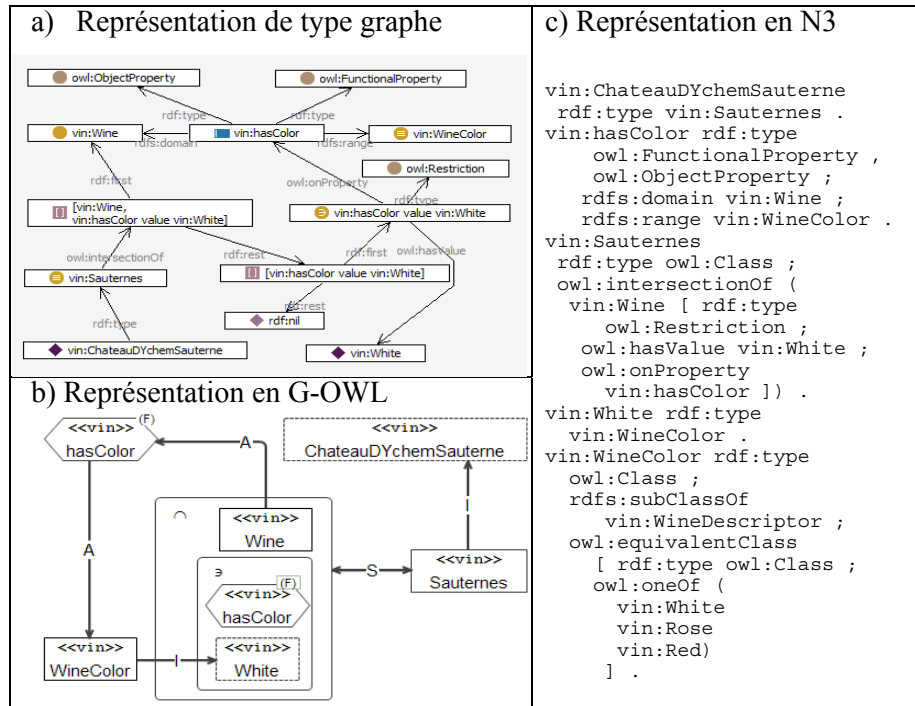 a) Représentation de type graphe
owl:ObjectProperty
owl:FunctionalProperty
rdf:type
rdf:type
vin:Wine
vin:hasColor
vin:WineColor
rdfs:domain
rdfs:range
owl:Restriction
rdf:first
owl:onProperty
rdf:type
[vin:Wine,
vin:hasColor value vin:White]
vin:hasColor value vin:White
owl:intersectionOf
rdf:rest
rdf:first
owl:hasValue
vin:Sauternes
[vin:hasColor value vin:White]
rdf:rest
rdf:type
rdf:nil
vin:ChateauDYchemSauterne
vin:White
b) Représentation en G-OWL
<<vin>>
hasColor
(F)
A
<<vin>>
ChateauDYchemSauterne
I
∩
<<vin>>
Wine
A
S
<<vin>>
Sauternes
∋
(F)
<<vin>>
hasColor
<<vin>>
WineColor
I
<<vin>>
White
c) Représentation en N3
vin:ChateauDYchemSauterne
rdf:type vin:Sauternes .
vin:hasColor rdf:type
owl:FunctionalProperty ,
owl:ObjectProperty ;
rdfs:domain vin:Wine ;
rdfs:range vin:WineColor .
vin:Sauternes
rdf:type owl:Class ;
owl:intersectionOf (
vin:Wine [ rdf:type
owl:Restriction ;
owl:hasValue vin:White ;
owl:onProperty
vin:hasColor ]) .
vin:White rdf:type
vin:WineColor .
vin:WineColor rdf:type
owl:Class ;
rdfs:subClassOf
vin:WineDescriptor ;
owl:equivalentClass
[ rdf:type owl:Class ;
owl:oneOf (
vin:White
vin:Rose
vin:Red)
] .